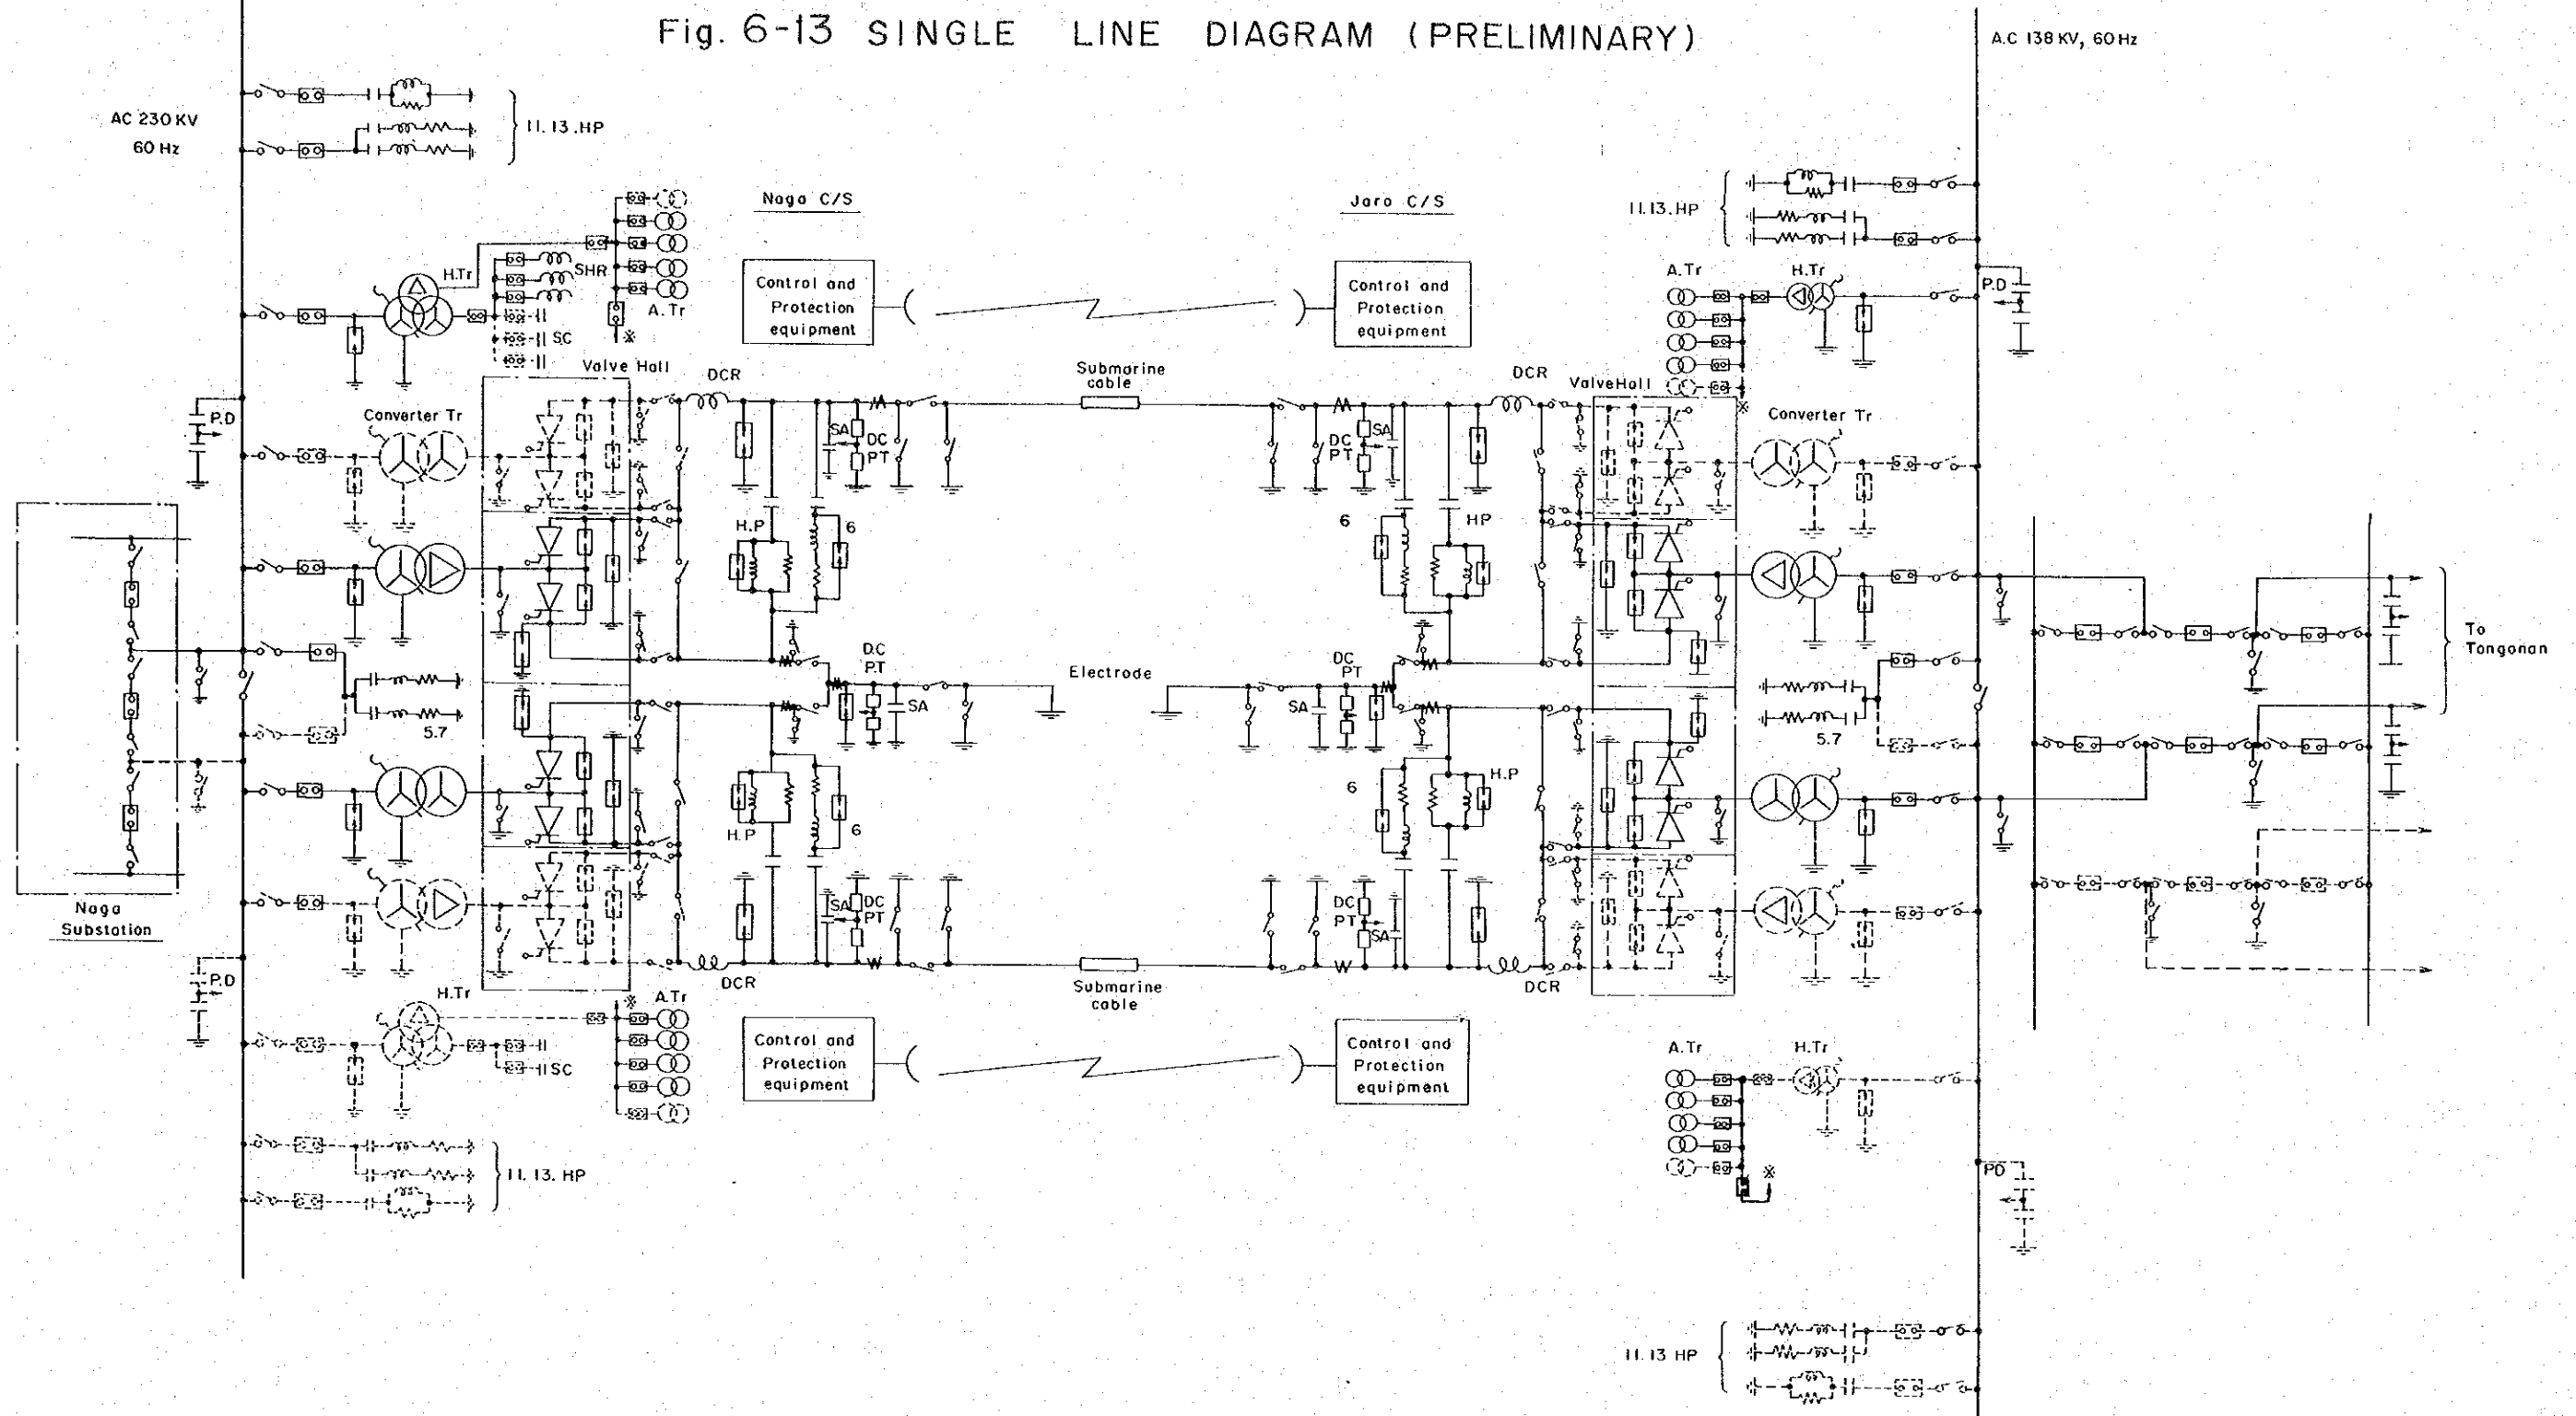 Fig. 6-13 SINGLE LINE DIAGRAM (PRELIMINARY)
A.C 138 KV, 60 Hz
AC 230 KV
60 Hz
11.13.HP
Naga C/S
Jaro C/S
11.13.HP
H.Tr
SHR
A.Tr
SC
※
Control and
Protection
equipment
Control and
Protection
equipment
A.Tr
H.Tr
P.D
※
Valve Hall
DCR
Submarine
cable
DCR
Valve Hall
P.D
Converter Tr
Converter Tr
SA
DC
PT
DC
PT
SA
H.P
6
6
HP
To
Tongonan
D.C
P.T
SA
Electrode
DC
PT
SA
5.7
5.7
H.P
6
6
H.P
Naga
Substation
SA
DC
PT
DC
PT
SA
P.D
DCR
Submarine
cable
DCR
H.Tr
※
A.Tr
SC
Control and
Protection
equipment
Control and
Protection
equipment
A.Tr
H.Tr
※
PD
11.13.HP
11.13 HP